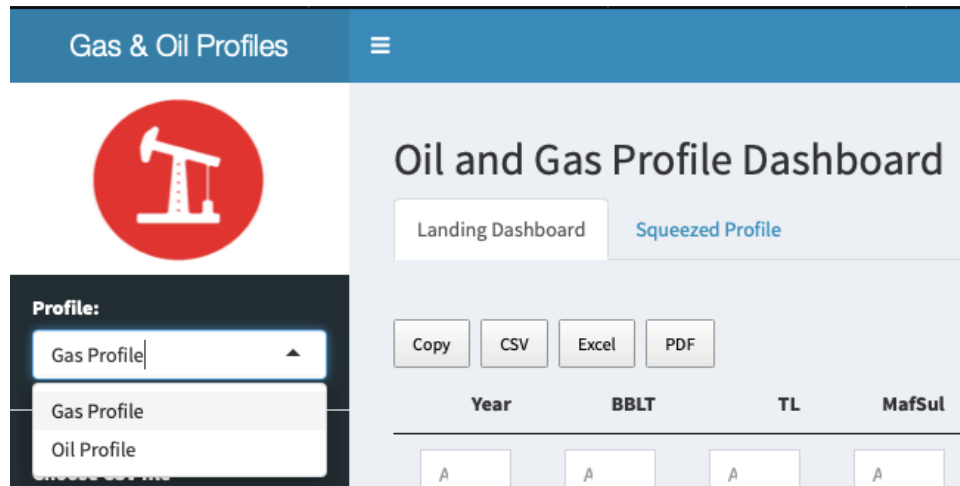 Gas & Oil Profiles
Oil and Gas Profile Dashboard
Landing Dashboard Squeezed Profile
Profile:
Gas Profile
Gas Profile
Oil Profile
Copy CSV Excel PDF
Year BBLT TL MafSul
A A A A